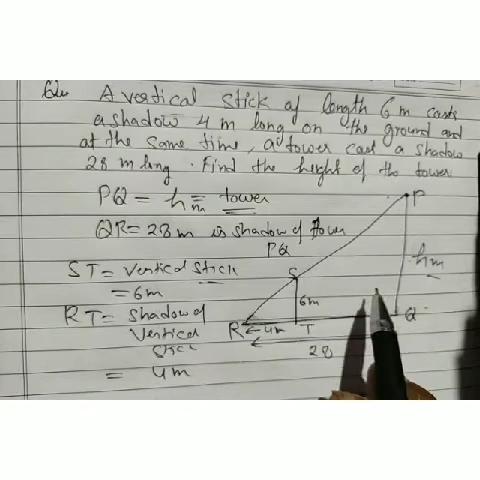 Que A vertical stick of length 6 m casts
a shadow 4 m long on the ground and
at the same time, a tower cast a shadow
28 m long. Find the height of the tower
PQ = h m = tower
QR = 28 m is shadow of tower
PQ
ST = vertical stick
= 6m
RT = shadow of
vertical
stick
= 4m
P
S
hm
6m
R 4m T Q
28